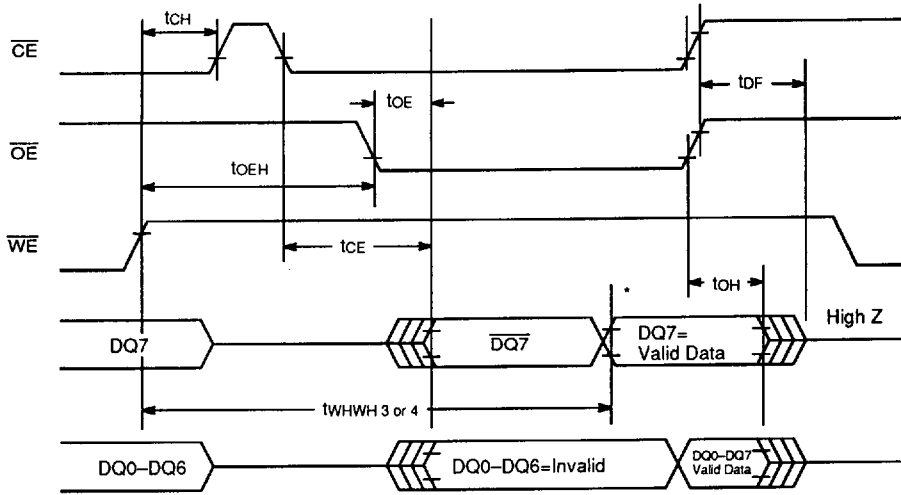 tCH
CE
tDF
tOE
OE
tOEH
WE
tCE
tOH
*
High Z
DQ7
DQ7
DQ7=
Valid Data
tWHWH 3 or 4
DQ0–DQ6
DQ0–DQ6=Invalid
DQ0–DQ7
Valid Data